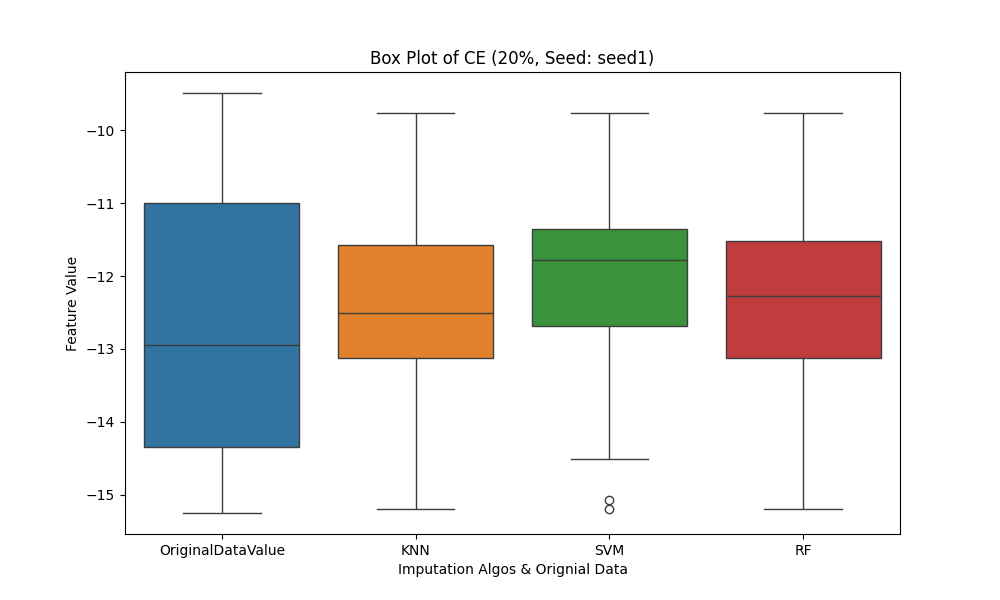 Box Plot of CE (20%, Seed: seed1)
Feature Value
−10
−11
−12
−13
−14
−15
OriginalDataValue
KNN
SVM
RF
Imputation Algos & Orignial Data